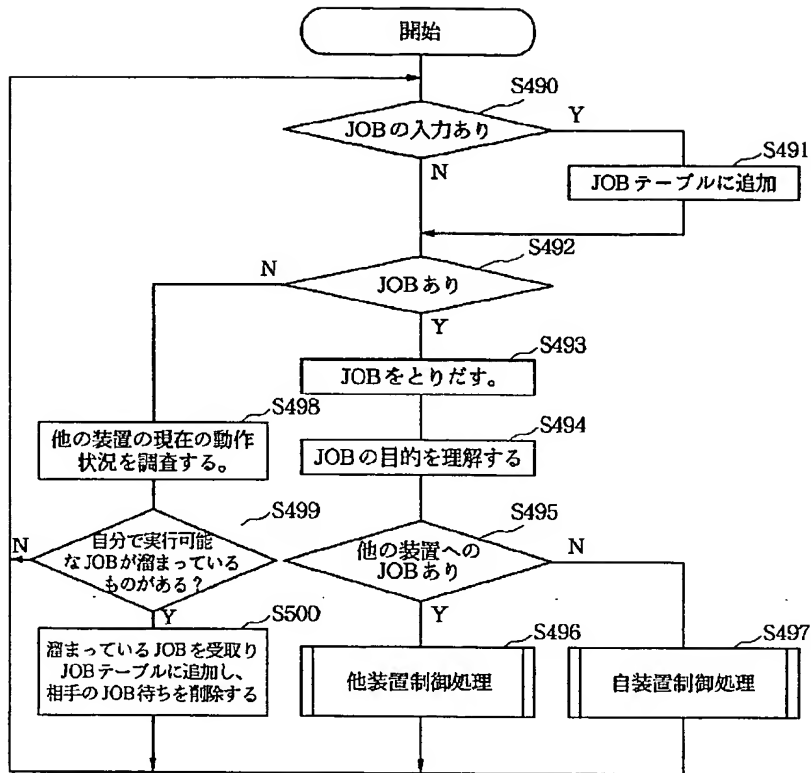 開始
S490
JOBの入力あり
Y
N
S491
JOBテーブルに追加
S492
JOBあり
N
Y
S493
JOBをとりだす。
S494
JOBの目的を理解する
S498
他の装置の現在の動作
状況を調査する。
S499
自分で実行可能
なJOBが溜まっている
ものがある?
N
Y
S495
他の装置への
JOBあり
N
Y
S500
溜まっているJOBを受取り
JOBテーブルに追加し、
相手のJOB待ちを削除する
S496
他装置制御処理
S497
自装置制御処理